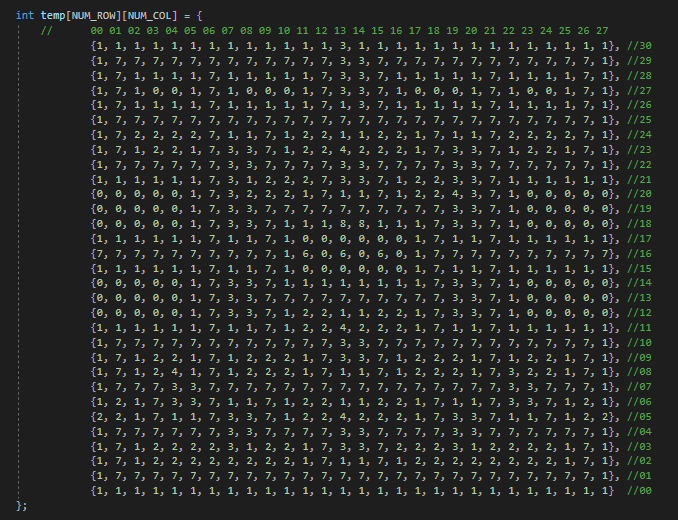 int temp[NUM_ROW][NUM_COL] = {
// 00 01 02 03 04 05 06 07 08 09 10 11 12 13 14 15 16 17 18 19 20 21 22 23 24 25 26 27
{1, 1, 1, 1, 1, 1, 1, 1, 1, 1, 1, 1, 1, 3, 1, 1, 1, 1, 1, 1, 1, 1, 1, 1, 1, 1, 1, 1}, //30
{1, 7, 7, 7, 7, 7, 7, 7, 7, 7, 7, 7, 7, 3, 3, 7, 7, 7, 7, 7, 7, 7, 7, 7, 7, 7, 7, 1}, //29
{1, 7, 1, 1, 1, 1, 7, 1, 1, 1, 1, 1, 7, 3, 3, 7, 1, 1, 1, 1, 1, 7, 1, 1, 1, 1, 7, 1}, //28
{1, 7, 1, 0, 0, 1, 7, 1, 0, 0, 0, 1, 7, 3, 3, 7, 1, 0, 0, 0, 1, 7, 1, 0, 0, 1, 7, 1}, //27
{1, 7, 1, 1, 1, 1, 7, 1, 1, 1, 1, 1, 7, 1, 3, 7, 1, 1, 1, 1, 1, 7, 1, 1, 1, 1, 7, 1}, //26
{1, 7, 7, 7, 7, 7, 7, 7, 7, 7, 7, 7, 7, 7, 7, 7, 7, 7, 7, 7, 7, 7, 7, 7, 7, 7, 7, 1}, //25
{1, 7, 2, 2, 2, 2, 7, 1, 1, 7, 1, 2, 2, 1, 1, 2, 2, 1, 7, 1, 1, 7, 2, 2, 2, 2, 7, 1}, //24
{1, 7, 1, 2, 2, 1, 7, 3, 3, 7, 1, 2, 2, 4, 2, 2, 2, 1, 7, 3, 3, 7, 1, 2, 2, 1, 7, 1}, //23
{1, 7, 7, 7, 7, 7, 7, 3, 3, 7, 7, 7, 7, 3, 3, 7, 7, 7, 7, 3, 3, 7, 7, 7, 7, 7, 7, 1}, //22
{1, 1, 1, 1, 1, 1, 7, 3, 1, 2, 2, 2, 7, 3, 3, 7, 1, 2, 2, 3, 3, 7, 1, 1, 1, 1, 1, 1}, //21
{0, 0, 0, 0, 0, 1, 7, 3, 2, 2, 2, 1, 7, 1, 1, 7, 1, 2, 2, 4, 3, 7, 1, 0, 0, 0, 0, 0}, //20
{0, 0, 0, 0, 0, 1, 7, 3, 3, 7, 7, 7, 7, 7, 7, 7, 7, 7, 7, 3, 3, 7, 1, 0, 0, 0, 0, 0}, //19
{0, 0, 0, 0, 0, 1, 7, 3, 3, 7, 1, 1, 1, 8, 8, 1, 1, 1, 7, 3, 3, 7, 1, 0, 0, 0, 0, 0}, //18
{1, 1, 1, 1, 1, 1, 7, 1, 1, 7, 1, 0, 0, 0, 0, 0, 0, 1, 7, 1, 1, 7, 1, 1, 1, 1, 1, 1}, //17
{7, 7, 7, 7, 7, 7, 7, 1, 1, 7, 1, 6, 0, 6, 0, 6, 0, 1, 7, 1, 1, 7, 7, 7, 7, 7, 7, 7}, //16
{1, 1, 1, 1, 1, 1, 7, 1, 1, 7, 1, 0, 0, 0, 0, 0, 0, 1, 7, 1, 1, 7, 1, 1, 1, 1, 1, 1}, //15
{0, 0, 0, 0, 0, 1, 7, 3, 3, 7, 1, 1, 1, 1, 1, 1, 1, 1, 7, 3, 3, 7, 1, 0, 0, 0, 0, 0}, //14
{0, 0, 0, 0, 0, 1, 7, 3, 3, 7, 7, 7, 7, 7, 7, 7, 7, 7, 7, 3, 3, 7, 1, 0, 0, 0, 0, 0}, //13
{0, 0, 0, 0, 0, 1, 7, 3, 3, 7, 1, 2, 2, 1, 1, 2, 2, 1, 7, 3, 3, 7, 1, 0, 0, 0, 0, 0}, //12
{1, 1, 1, 1, 1, 1, 7, 1, 1, 7, 1, 2, 2, 4, 2, 2, 2, 1, 7, 1, 1, 7, 1, 1, 1, 1, 1, 1}, //11
{1, 7, 7, 7, 7, 7, 7, 7, 7, 7, 7, 7, 7, 3, 3, 7, 7, 7, 7, 7, 7, 7, 7, 7, 7, 7, 7, 1}, //10
{1, 7, 1, 2, 2, 1, 7, 1, 2, 2, 2, 1, 7, 3, 3, 7, 1, 2, 2, 2, 1, 7, 1, 2, 2, 1, 7, 1}, //09
{1, 7, 1, 2, 4, 1, 7, 1, 2, 2, 2, 1, 7, 1, 1, 7, 1, 2, 2, 2, 1, 7, 3, 2, 2, 1, 7, 1}, //08
{1, 7, 7, 7, 3, 3, 7, 7, 7, 7, 7, 7, 7, 7, 7, 7, 7, 7, 7, 7, 7, 7, 3, 3, 7, 7, 7, 1}, //07
{1, 2, 1, 7, 3, 3, 7, 1, 1, 7, 1, 2, 2, 1, 1, 2, 2, 1, 7, 1, 1, 7, 3, 3, 7, 1, 2, 1}, //06
{2, 2, 1, 7, 1, 1, 7, 3, 3, 7, 1, 2, 2, 4, 2, 2, 2, 1, 7, 3, 3, 7, 1, 1, 7, 1, 2, 2}, //05
{1, 7, 7, 7, 7, 7, 7, 3, 3, 7, 7, 7, 7, 3, 3, 7, 7, 7, 7, 3, 3, 7, 7, 7, 7, 7, 7, 1}, //04
{1, 7, 1, 2, 2, 2, 2, 3, 1, 2, 2, 1, 7, 3, 3, 7, 1, 2, 2, 3, 1, 2, 2, 2, 2, 1, 7, 1}, //03
{1, 7, 1, 2, 2, 2, 2, 2, 2, 2, 2, 1, 7, 1, 1, 7, 1, 2, 2, 2, 2, 2, 2, 2, 2, 1, 7, 1}, //02
{1, 7, 7, 7, 7, 7, 7, 7, 7, 7, 7, 7, 7, 7, 7, 7, 7, 7, 7, 7, 7, 7, 7, 7, 7, 7, 7, 1}, //01
{1, 1, 1, 1, 1, 1, 1, 1, 1, 1, 1, 1, 1, 1, 1, 1, 1, 1, 1, 1, 1, 1, 1, 1, 1, 1, 1, 1} //00
};